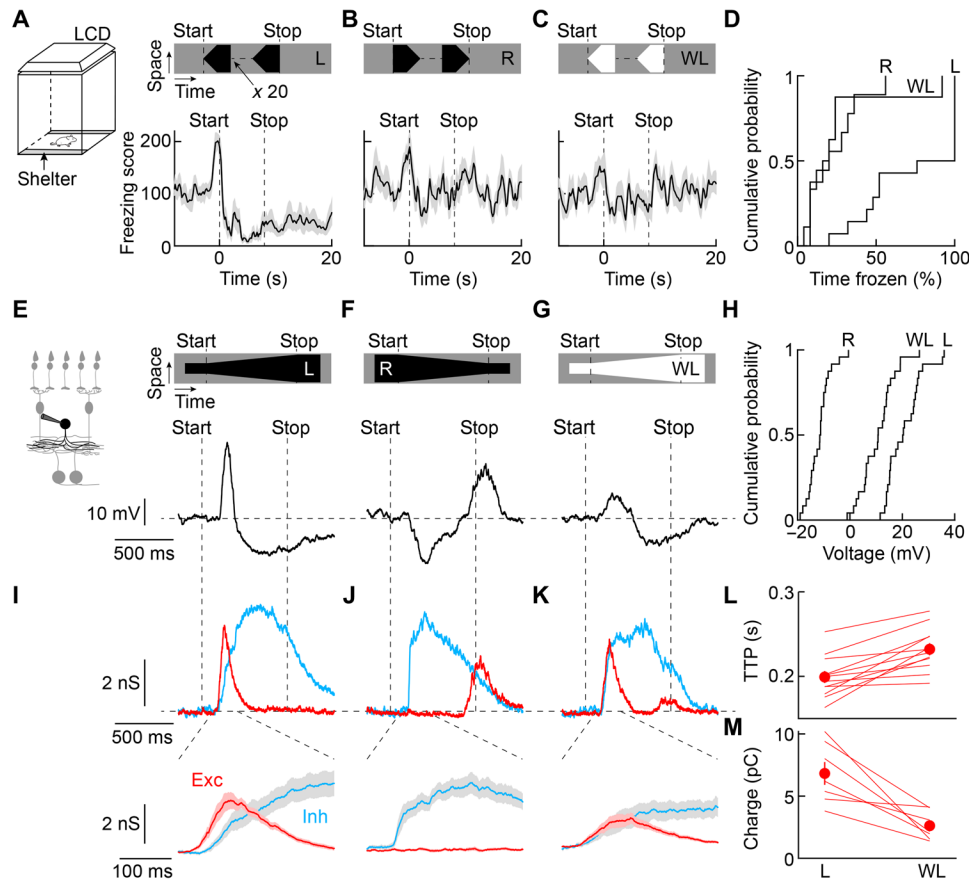 A
LCD
Shelter
Start
Stop
Space
L
Time
x 20
Start
Stop
200
100
0
Freezing score
0
20
Time (s)
B
Start
Stop
R
Start
Stop
0
20
Time (s)
C
Start
Stop
WL
Start
Stop
0
20
Time (s)
D
R
WL
L
1
0.5
0
Cumulative probability
0
50
100
Time frozen (%)
E
Start
Stop
Space
L
Time
Start
Stop
10 mV
500 ms
F
Start
Stop
R
Start
Stop
G
Start
Stop
WL
Start
Stop
H
R
WL
L
1
0.5
0
Cumulative probability
–20
0
20
40
Voltage (mV)
I
2 nS
500 ms
Exc
Inh
2 nS
100 ms
J
K
L
0.3
0.2
TTP (s)
M
10
5
0
Charge (pC)
L
WL